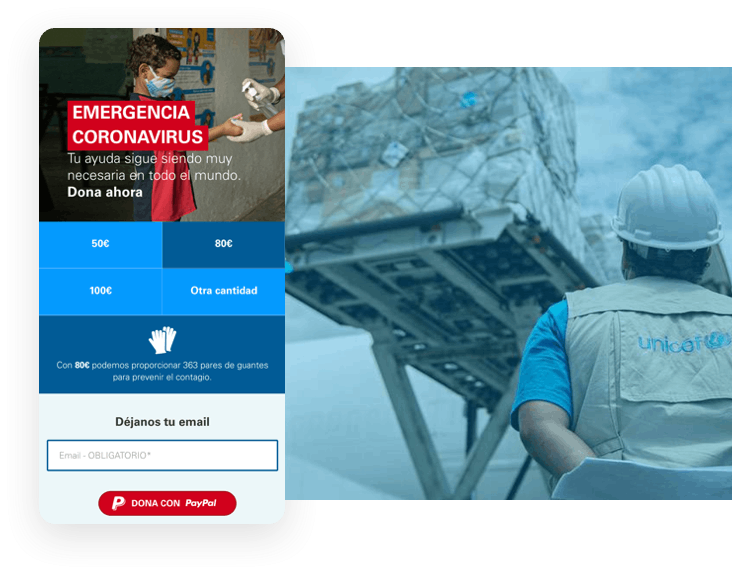 EMERGENCIA
CORONAVIRUS
Tu ayuda sigue siendo muy
necesaria en todo el mundo.
Dona ahora
50€
80€
100€
Otra cantidad
Con 80€ podemos proporcionar 363 pares de guantes
para prevenir el contagio.
Déjanos tu email
Email - OBLIGATORIO*
DONA CON PayPal
unicef